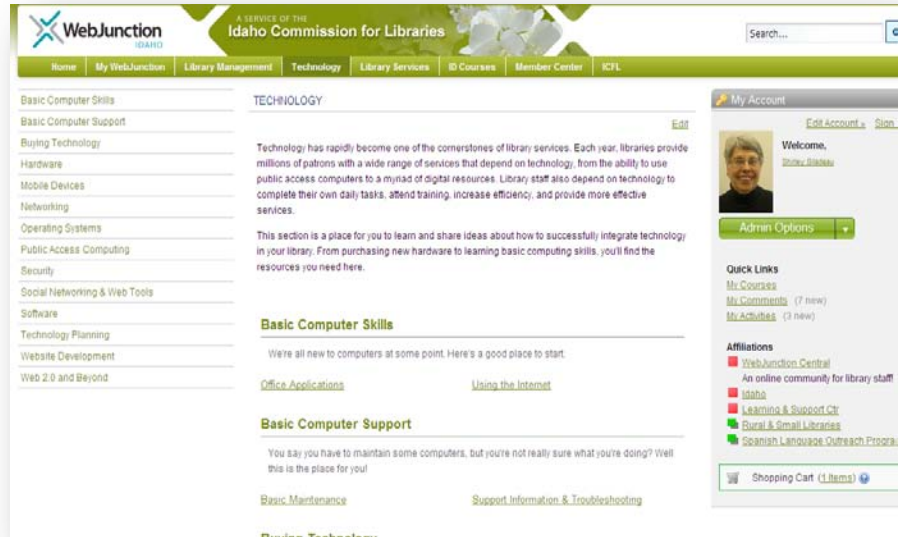 WebJunction
IDAHO
A SERVICE OF THE
Idaho Commission for Libraries
Search...
Home
My WebJunction
Library Management
Technology
Library Services
ID Courses
Member Center
ICFL
Basic Computer Skills
Basic Computer Support
Buying Technology
Hardware
Mobile Devices
Networking
Operating Systems
Public Access Computing
Security
Social Networking & Web Tools
Software
Technology Planning
Website Development
Web 2.0 and Beyond
TECHNOLOGY
Edit
Technology has rapidly become one of the cornerstones of library services. Each year, libraries provide
millions of patrons with a wide range of services that depend on technology, from the ability to use
public access computers to a myriad of digital resources. Library staff also depend on technology to
complete their own daily tasks, attend training, increase efficiency, and provide more effective
services.
This section is a place for you to learn and share ideas about how to successfully integrate technology
in your library. From purchasing new hardware to learning basic computing skills, you'll find the
resources you need here.
Basic Computer Skills
We're all new to computers at some point. Here's a good place to start.
Office Applications
Using the Internet
Basic Computer Support
You say you have to maintain some computers, but you're not really sure what you're doing? Well
this is the place for you!
Basic Maintenance
Support Information & Troubleshooting
Buying Technology
My Account
Edit Account
Sign
Welcome,
Shirley
Admin Options
Quick Links
My Courses
My Comments (7 new)
My Activities (3 new)
Affiliations
WebJunction Central
An online community for library staff!
Idaho
Learning & Support Ctr
Rural & Small Libraries
Spanish Language Outreach Progra
Shopping Cart (1 Items)